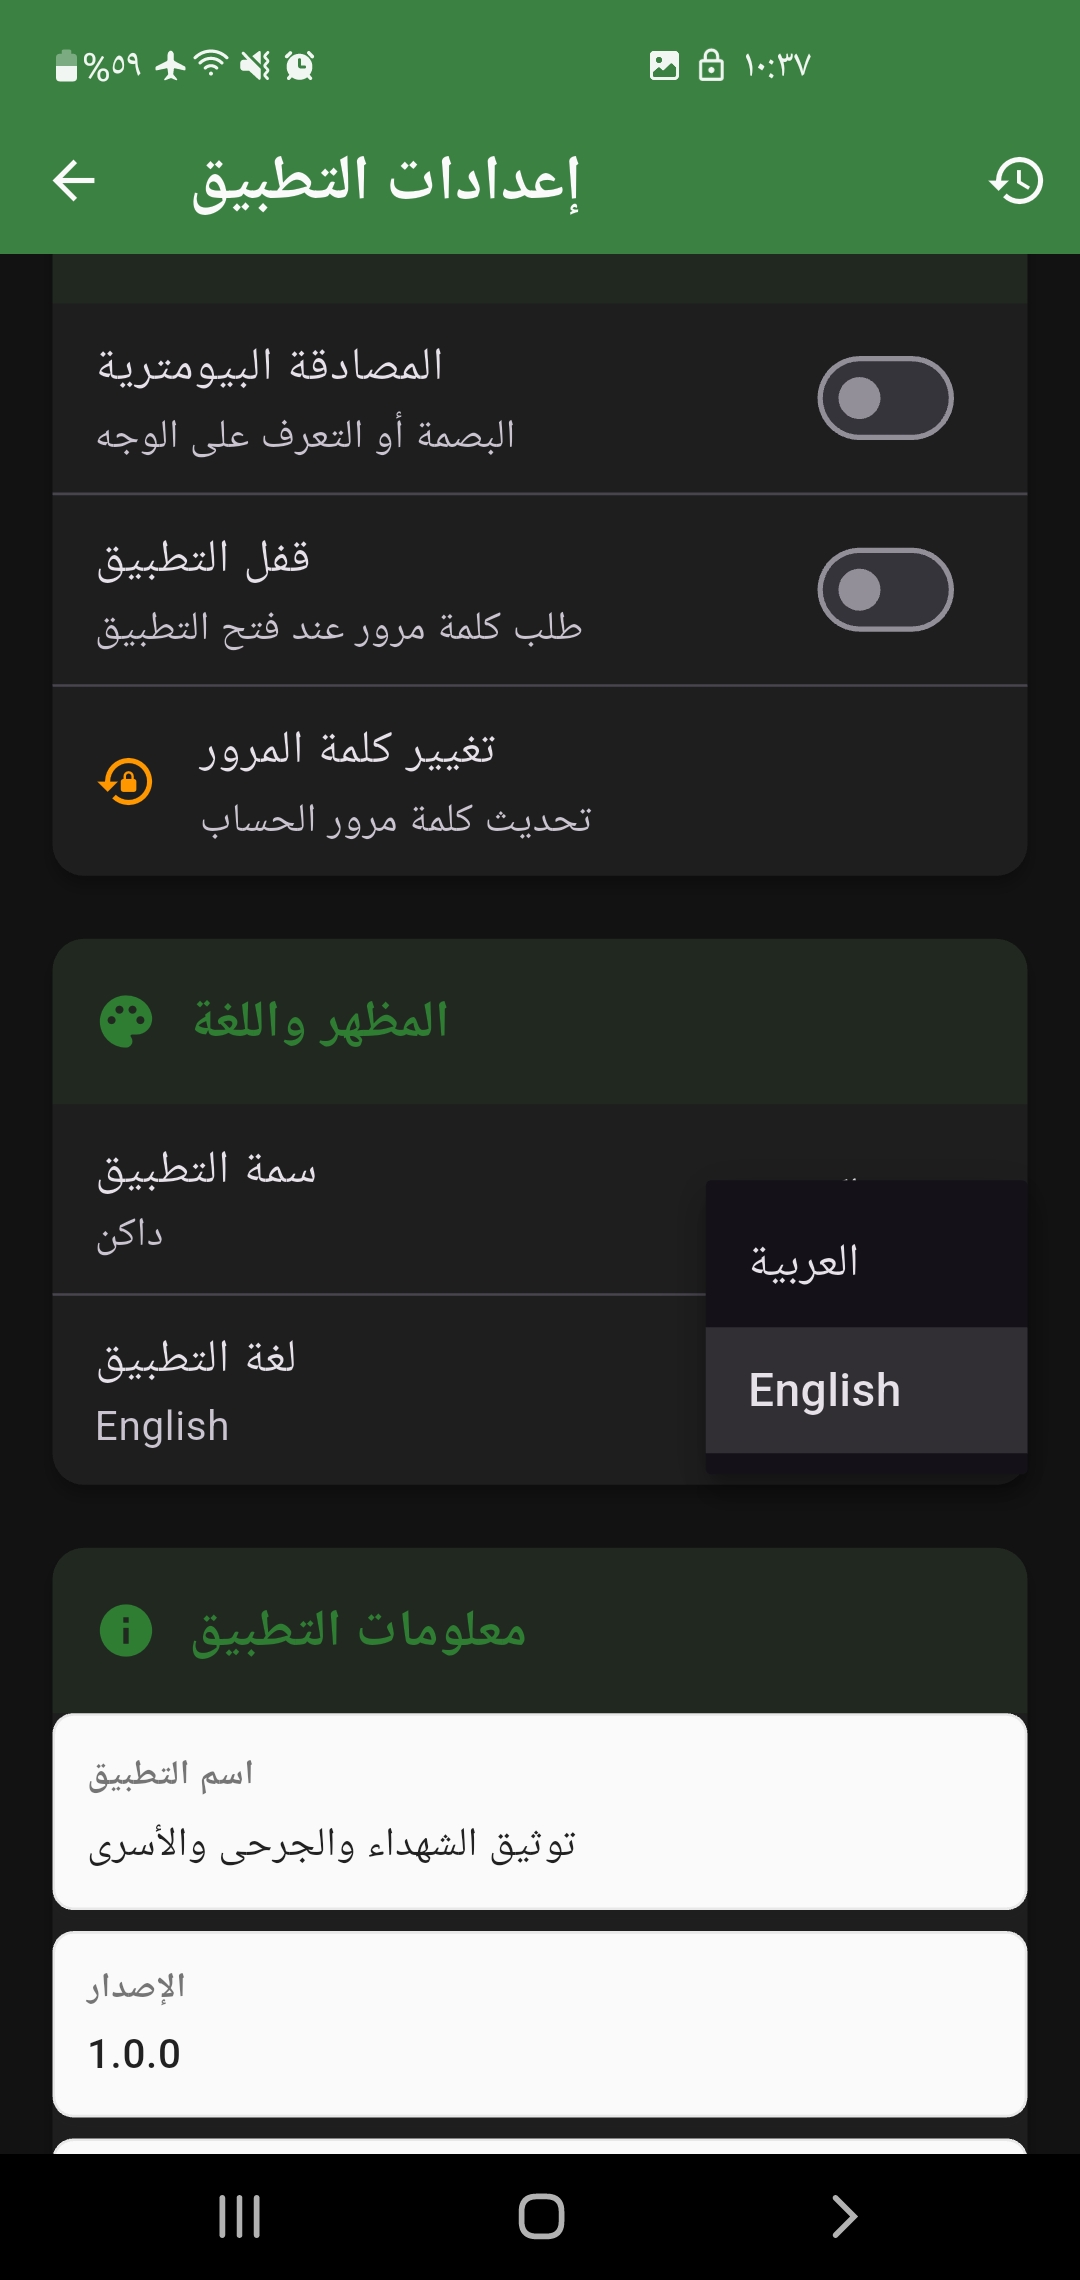 %٥٩
١٠:٣٧
إعدادات التطبيق
المصادقة البيومترية
البصمة أو التعرف على الوجه
قفل التطبيق
طلب كلمة مرور عند فتح التطبيق
تغيير كلمة المرور
تحديث كلمة مرور الحساب
المظهر واللغة
سمة التطبيق
داكن
العربية
لغة التطبيق
English
English
معلومات التطبيق
اسم التطبيق
توثيق الشهداء والجرحى والأسرى
الإصدار
1.0.0